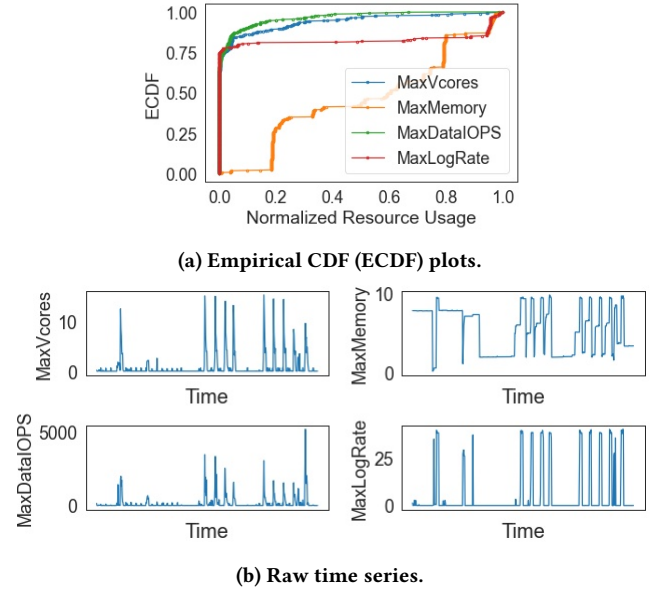 1.00
0.75
0.50
0.25
0.00
ECDF
MaxVcores
MaxMemory
MaxDataIOPS
MaxLogRate
0.0 0.2 0.4 0.6 0.8 1.0
Normalized Resource Usage
(a) Empirical CDF (ECDF) plots.
MaxVcores
10
0
Time
MaxMemory
10
0
Time
MaxDataIOPS
5000
0
Time
MaxLogRate
25
0
Time
(b) Raw time series.